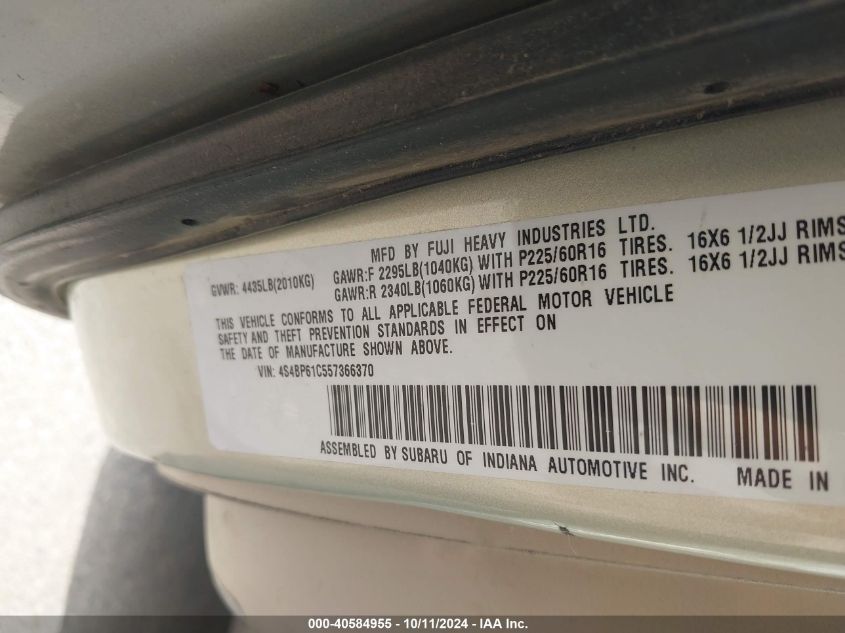 MFD BY FUJI HEAVY INDUSTRIES LTD.
GVWR: 4435LB(2010KG)
GAWR:F 2295LB(1040KG) WITH P225/60R16 TIRES. 16X6 1/2JJ RIMS
GAWR:R 2340LB(1060KG) WITH P225/60R16 TIRES. 16X6 1/2JJ RIMS
THIS VEHICLE CONFORMS TO ALL APPLICABLE FEDERAL MOTOR VEHICLE
SAFETY AND THEFT PREVENTION STANDARDS IN EFFECT ON
THE DATE OF MANUFACTURE SHOWN ABOVE.
VIN: 4S4BP61C557366370
ASSEMBLED BY SUBARU OF INDIANA AUTOMOTIVE INC. MADE IN
000-40584955 - 10/11/2024 - IAA Inc.